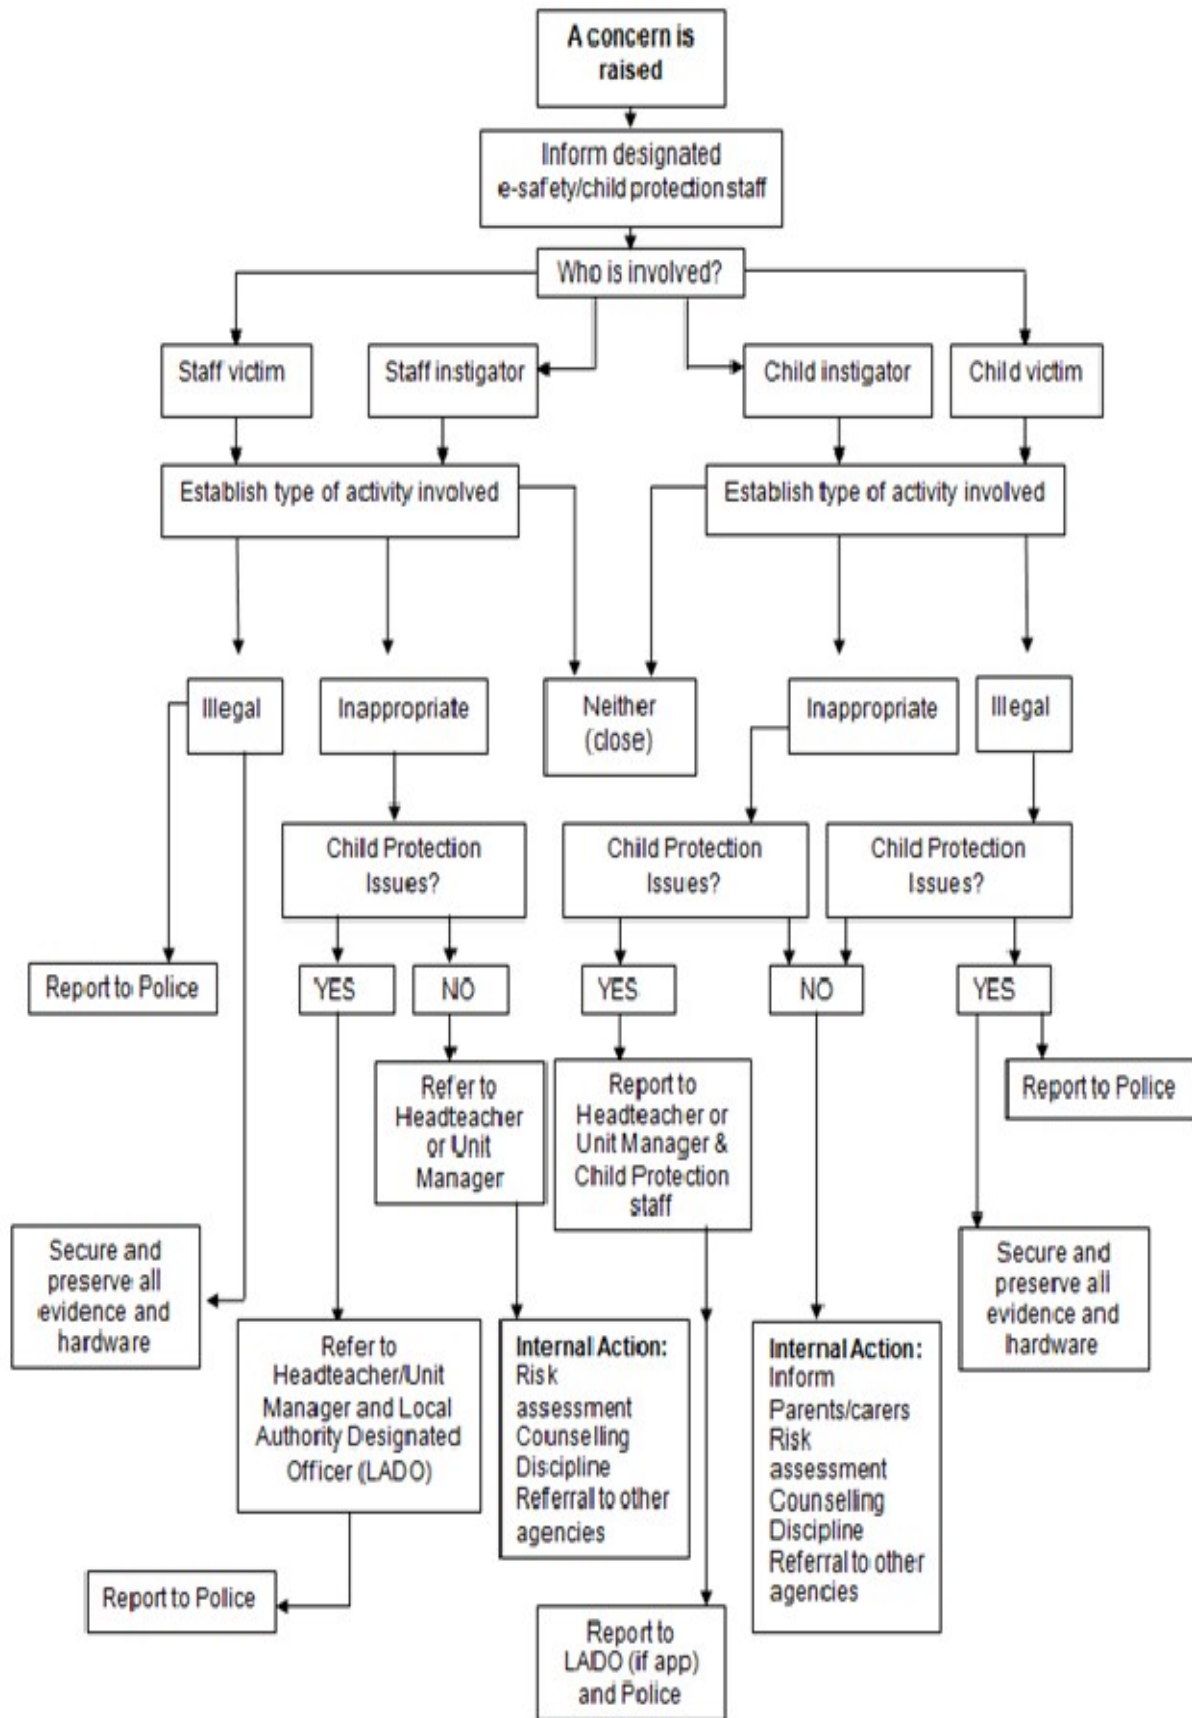 A concern is
raised
Inform designated
e-safety/child protection staff
Who is involved?
Staff victim
Staff instigator
Child instigator
Child victim
Establish type of activity involved
Establish type of activity involved
Illegal
Inappropriate
Neither
(close)
Inappropriate
Illegal
Child Protection
Issues?
Child Protection
Issues?
Child Protection
Issues?
Report to Police
YES
NO
YES
NO
YES
Refer to
Headteacher
or Unit
Manager
Report to
Headteacher or
Unit Manager &
Child Protection
staff
Report to Police
Secure and
preserve all
evidence and
hardware
Refer to
Headteacher/Unit
Manager and Local
Authority Designated
Officer (LADO)
Internal Action:
Risk
assessment
Counselling
Discipline
Referral to other
agencies
Internal Action:
Inform
Parents/carers
Risk
assessment
Counselling
Discipline
Referral to other
agencies
Secure and
preserve all
evidence and
hardware
Report to Police
Report to
LADO (if app)
and Police